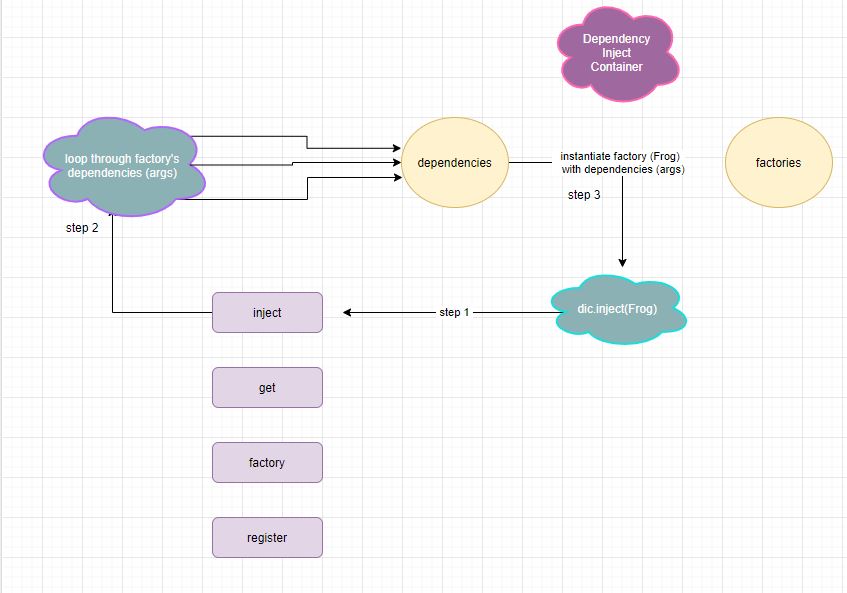 Dependency
Inject
Container
loop through factory's
dependencies (args)
dependencies
instantiate factory (Frog)
with dependencies (args)
factories
step 3
step 2
inject
step 1
dic.inject(Frog)
get
factory
register